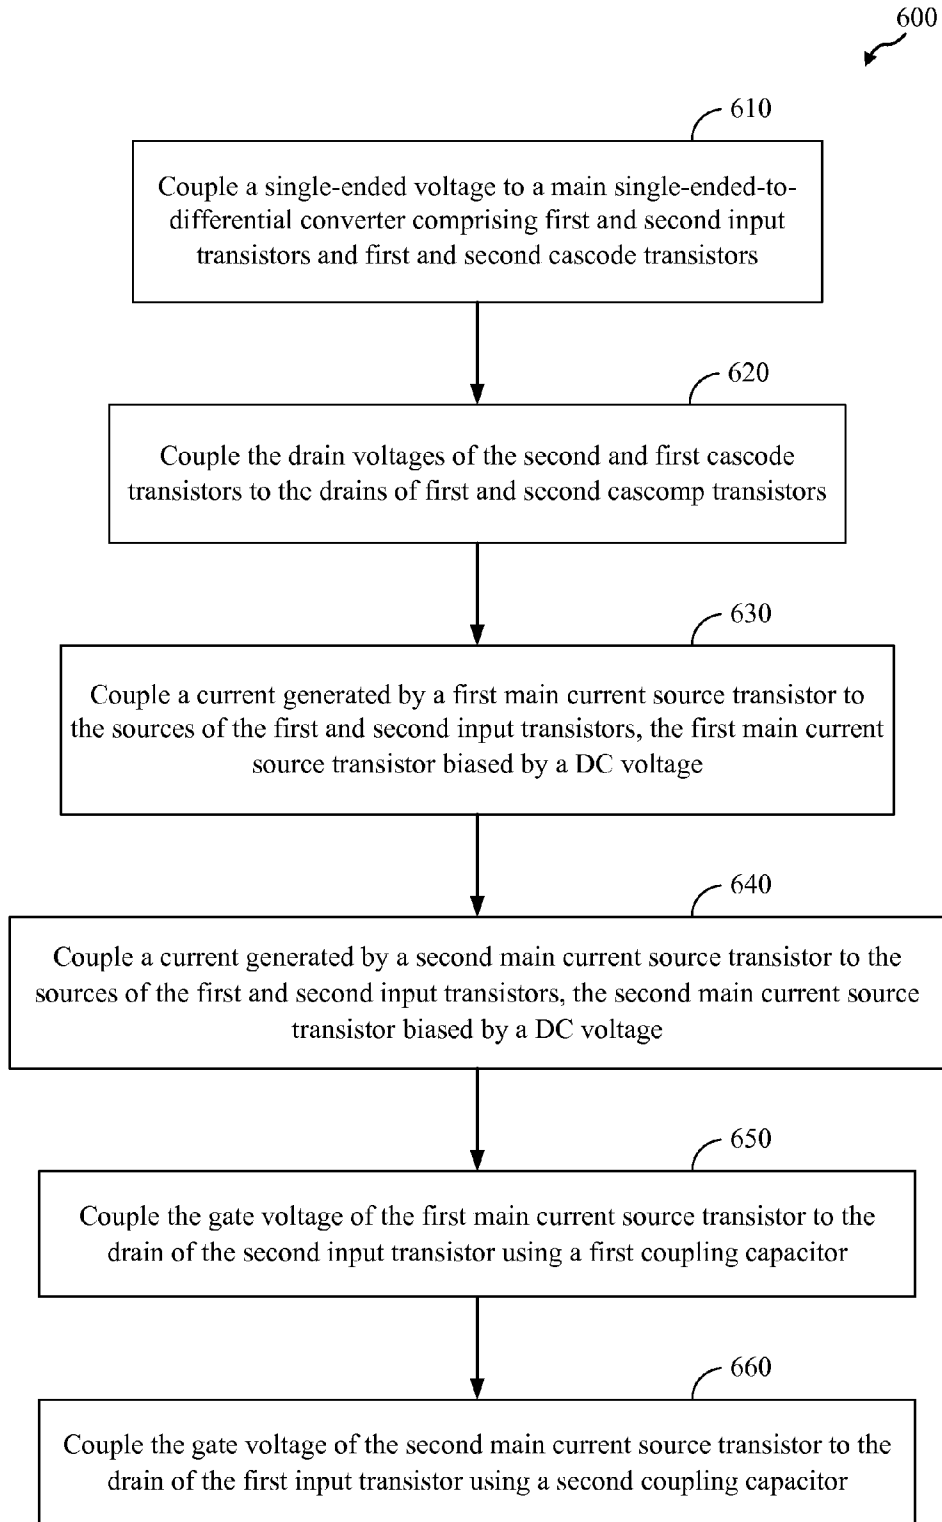 600
610
Couple a single-ended voltage to a main single-ended-to-
differential converter comprising first and second input
transistors and first and second cascode transistors
620
Couple the drain voltages of the second and first cascode
transistors to the drains of first and second cascomp transistors
630
Couple a current generated by a first main current source transistor to
the sources of the first and second input transistors, the first main current
source transistor biased by a DC voltage
640
Couple a current generated by a second main current source transistor to the
sources of the first and second input transistors, the second main current source
transistor biased by a DC voltage
650
Couple the gate voltage of the first main current source transistor to the
drain of the second input transistor using a first coupling capacitor
660
Couple the gate voltage of the second main current source transistor to the
drain of the first input transistor using a second coupling capacitor